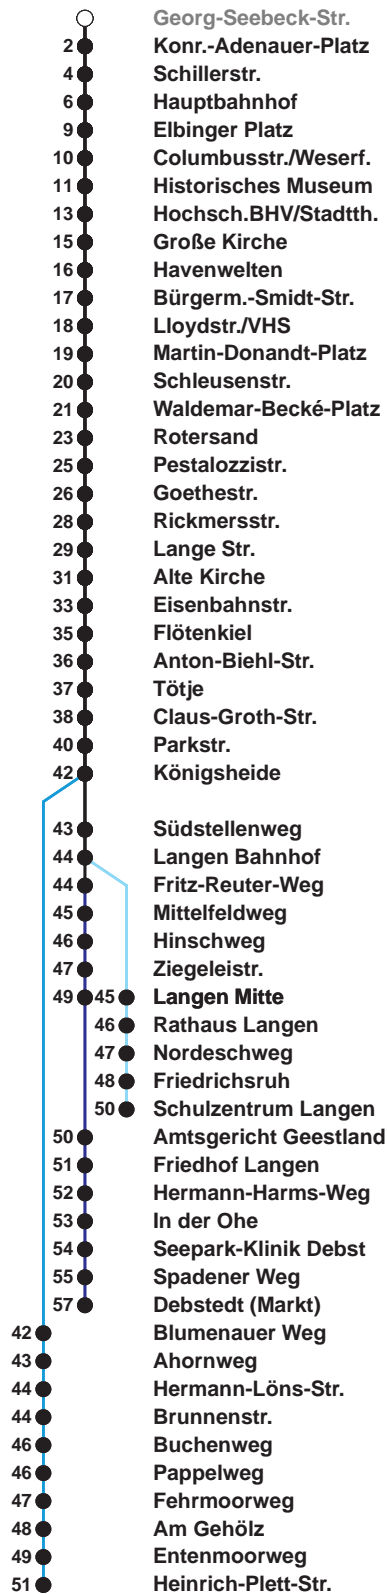 Georg-Seebeck-Str.
2 Konr.-Adenauer-Platz
4 Schillerstr.
6 Hauptbahnhof
9 Elbinger Platz
10 Columbusstr./Weserf.
11 Historisches Museum
13 Hochsch.BHV/Stadtth.
15 Große Kirche
16 Havenwelten
17 Bürgerm.-Smidt-Str.
18 Lloydstr./VHS
19 Martin-Donandt-Platz
20 Schleusenstr.
21 Waldemar-Becké-Platz
23 Rotersand
25 Pestalozzistr.
26 Goethestr.
28 Rickmersstr.
29 Lange Str.
31 Alte Kirche
33 Eisenbahnstr.
35 Flötenkiel
36 Anton-Biehl-Str.
37 Tötje
38 Claus-Groth-Str.
40 Parkstr.
42 Königsheide
43 Südstellenweg
44 Langen Bahnhof
44 Fritz-Reuter-Weg
45 Mittelfeldweg
46 Hinschweg
47 Ziegeleistr.
49 45 Langen Mitte
46 Rathaus Langen
47 Nordeschweg
48 Friedrichsruh
50 Schulzentrum Langen
50 Amtsgericht Geestland
51 Friedhof Langen
52 Hermann-Harms-Weg
53 In der Ohe
54 Seepark-Klinik Debst
55 Spadener Weg
57 Debstedt (Markt)
42 Blumenauer Weg
43 Ahornweg
44 Hermann-Löns-Str.
44 Brunnenstr.
46 Buchenweg
46 Pappelweg
47 Fehrmoorweg
48 Am Gehölz
49 Entenmoorweg
51 Heinrich-Plett-Str.